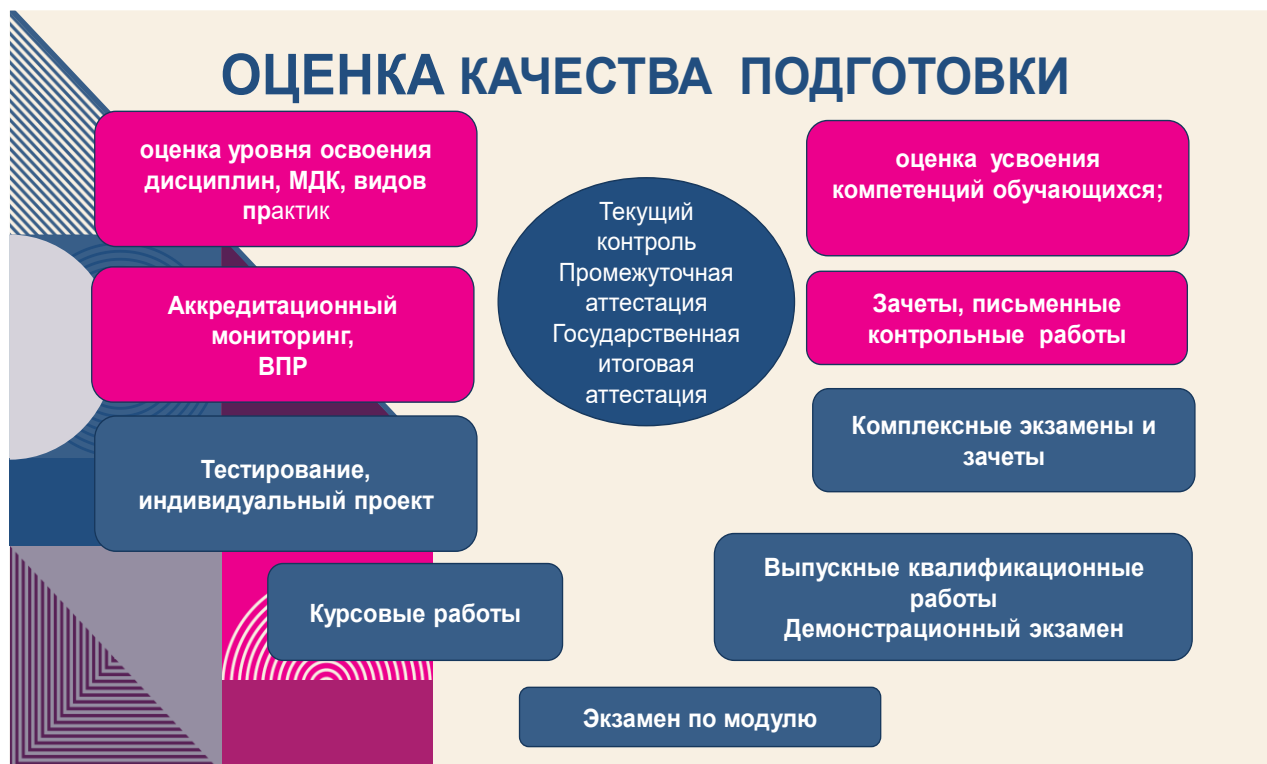 ОЦЕНКА КАЧЕСТВА ПОДГОТОВКИ
оценка уровня освоения
дисциплин, МДК, видов
практик
Аккредитационный
мониторинг,
ВПР
Тестирование,
индивидуальный проект
Курсовые работы
Текущий
контроль
Промежуточная
аттестация
Государственная
итоговая
аттестация
оценка усвоения
компетенций обучающихся;
Зачеты, письменные
контрольные работы
Комплексные экзамены и
зачеты
Выпускные квалификационные
работы
Демонстрационный экзамен
Экзамен по модулю